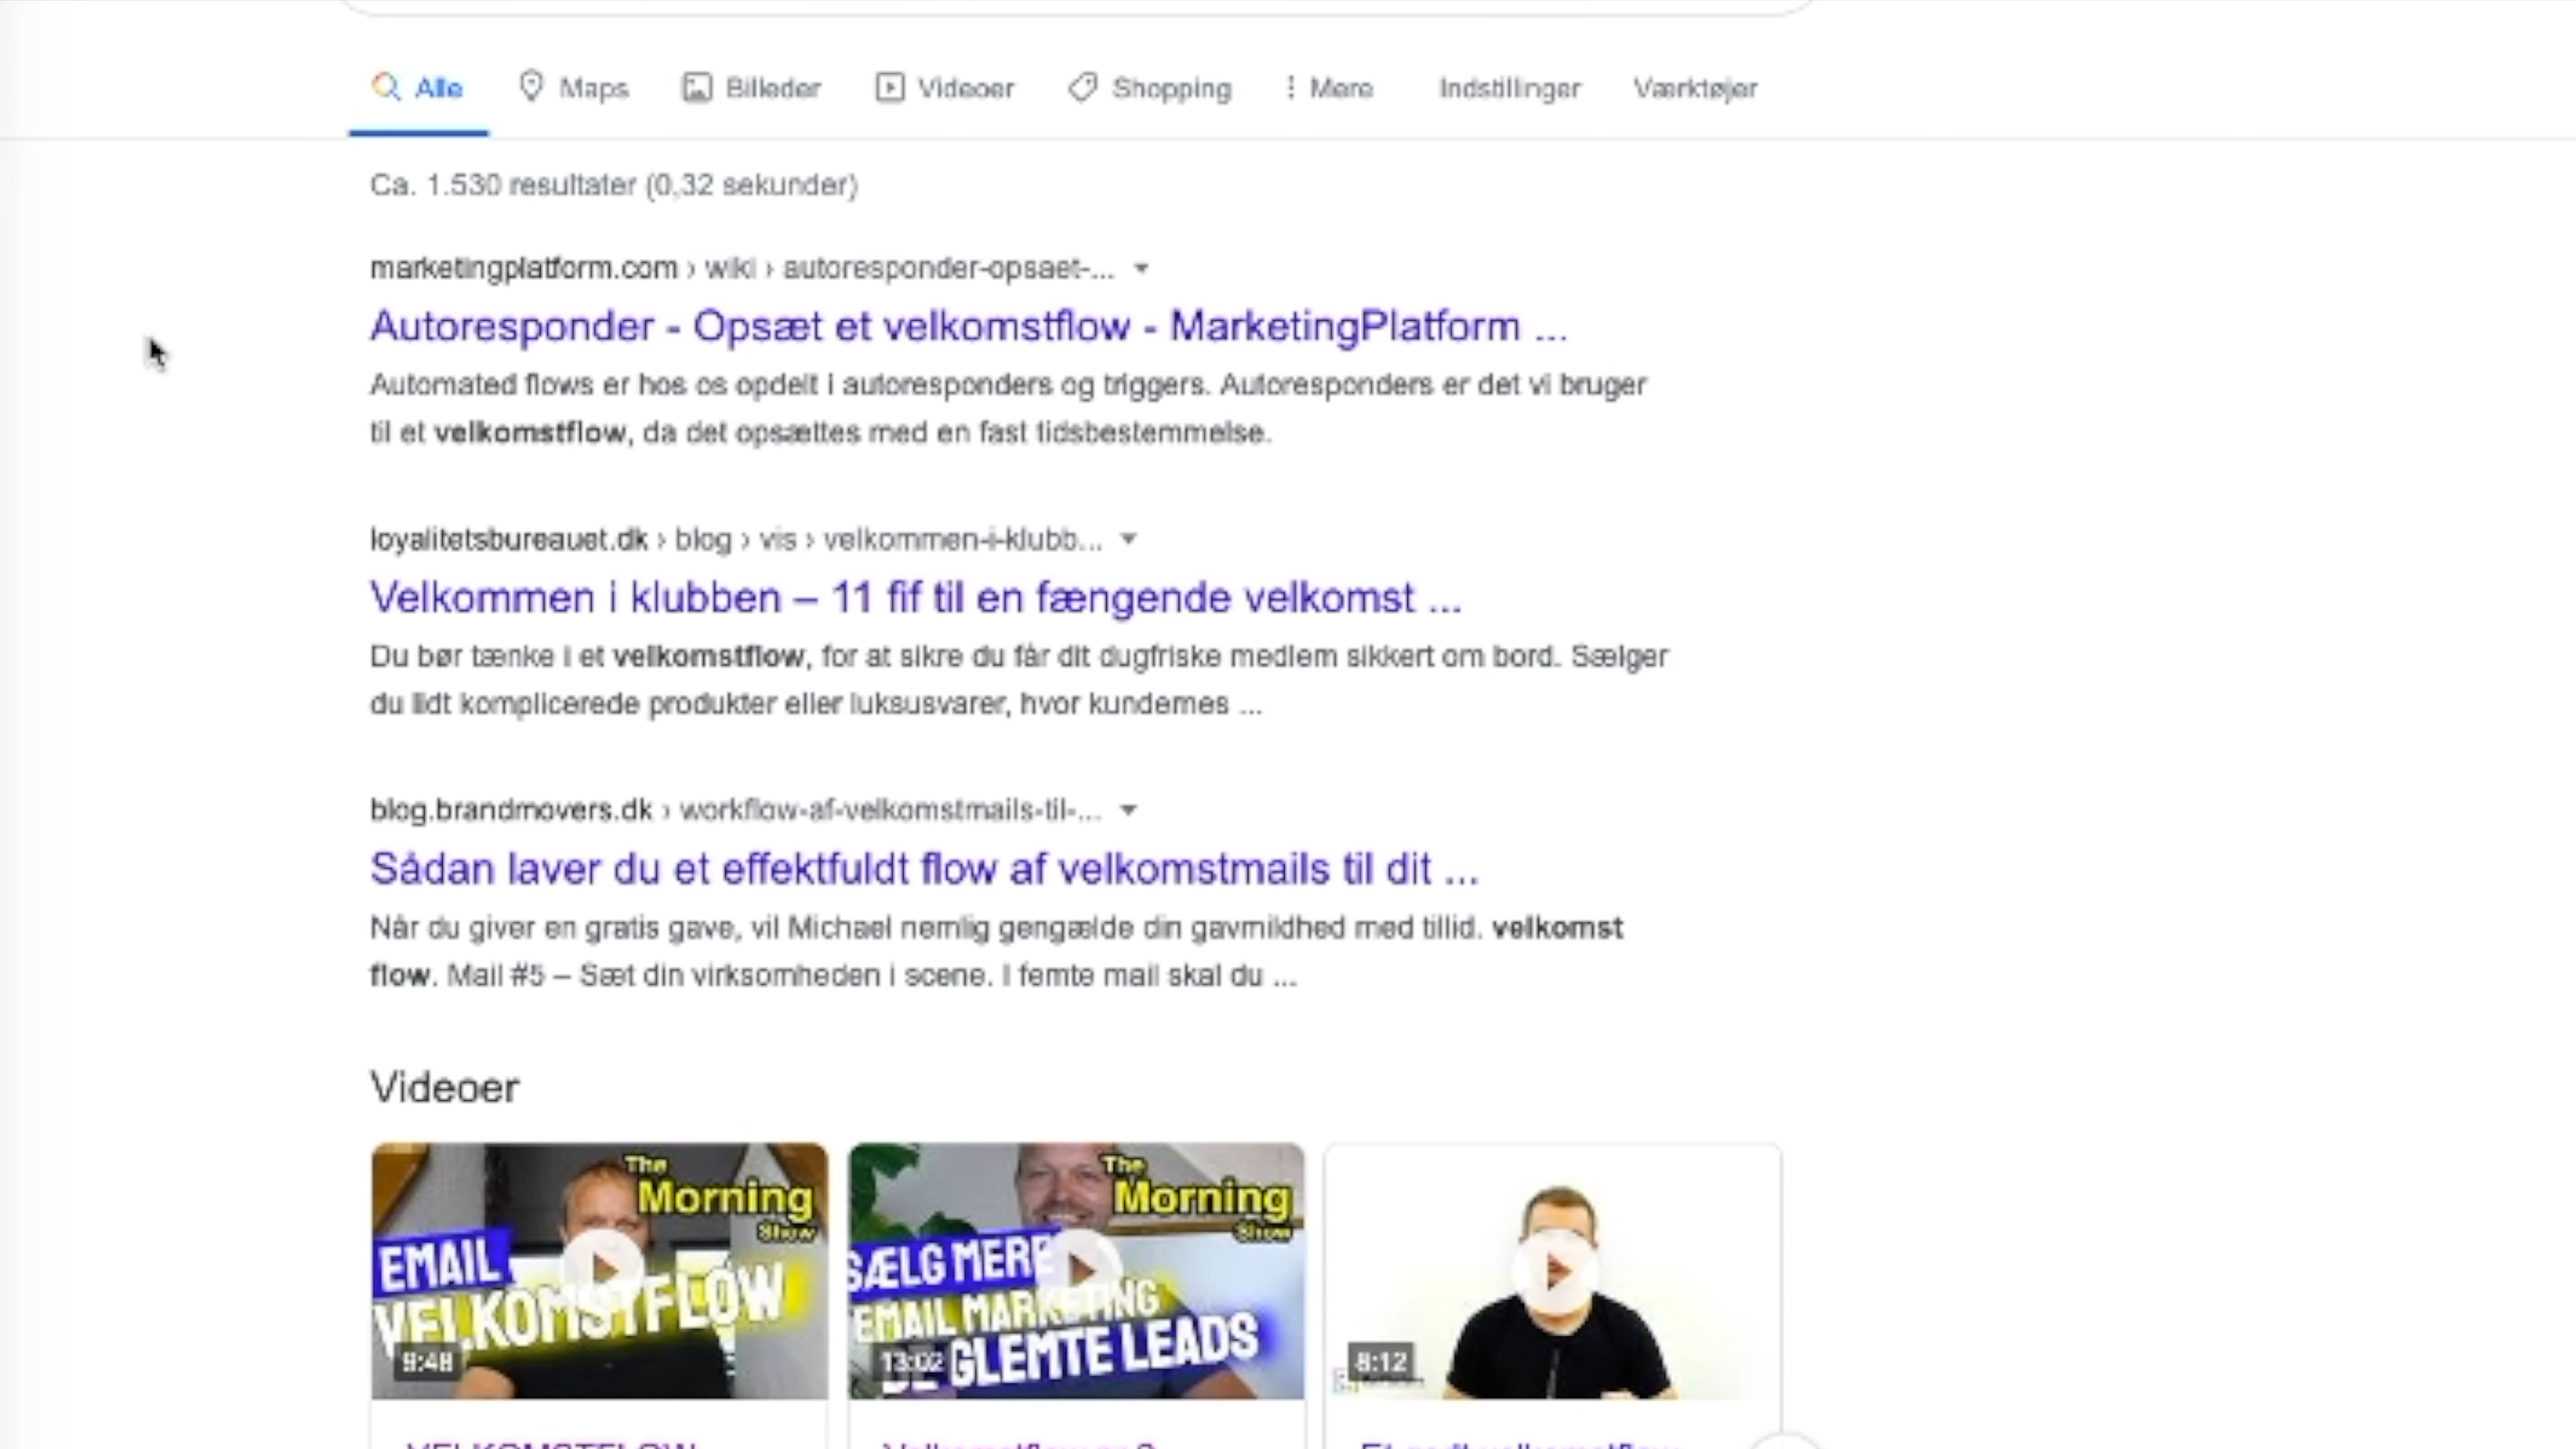 Alle Maps Billeder Videoer Shopping Mere Indstillinger Værktøjer
Ca. 1.530 resultater (0,32 sekunder)
marketingplatform.com › wiki › autoresponder-opsaet-...
Autoresponder - Opsæt et velkomstflow - MarketingPlatform ...
Automated flows er hos os opdelt i autoresponders og triggers. Autoresponders er det vi bruger
til et velkomstflow, da det opsættes med en fast tidsbestemmelse.
loyalitetsbureauet.dk › blog › vis › velkommen-i-klubb...
Velkommen i klubben – 11 fif til en fængende velkomst ...
Du bør tænke i et velkomstflow, for at sikre du får dit dugfriske medlem sikkert om bord. Sælger
du lidt komplicerede produkter eller luksusvarer, hvor kundernes ...
blog.brandmovers.dk › workflow-af-velkomstmails-til-...
Sådan laver du et effektfuldt flow af velkomstmails til dit ...
Når du giver en gratis gave, vil Michael nemlig gengælde din gavmildhed med tillid. velkomst
flow. Mail #5 – Sæt din virksomheden i scene. I femte mail skal du ...
Videoer
The
Morning
Show
EMAIL
VELKOMSTFLOW
The
Morning
Show
SÆLG MERE
EMAIL MARKETING
DE GLEMTE LEADS
13:02
8:12